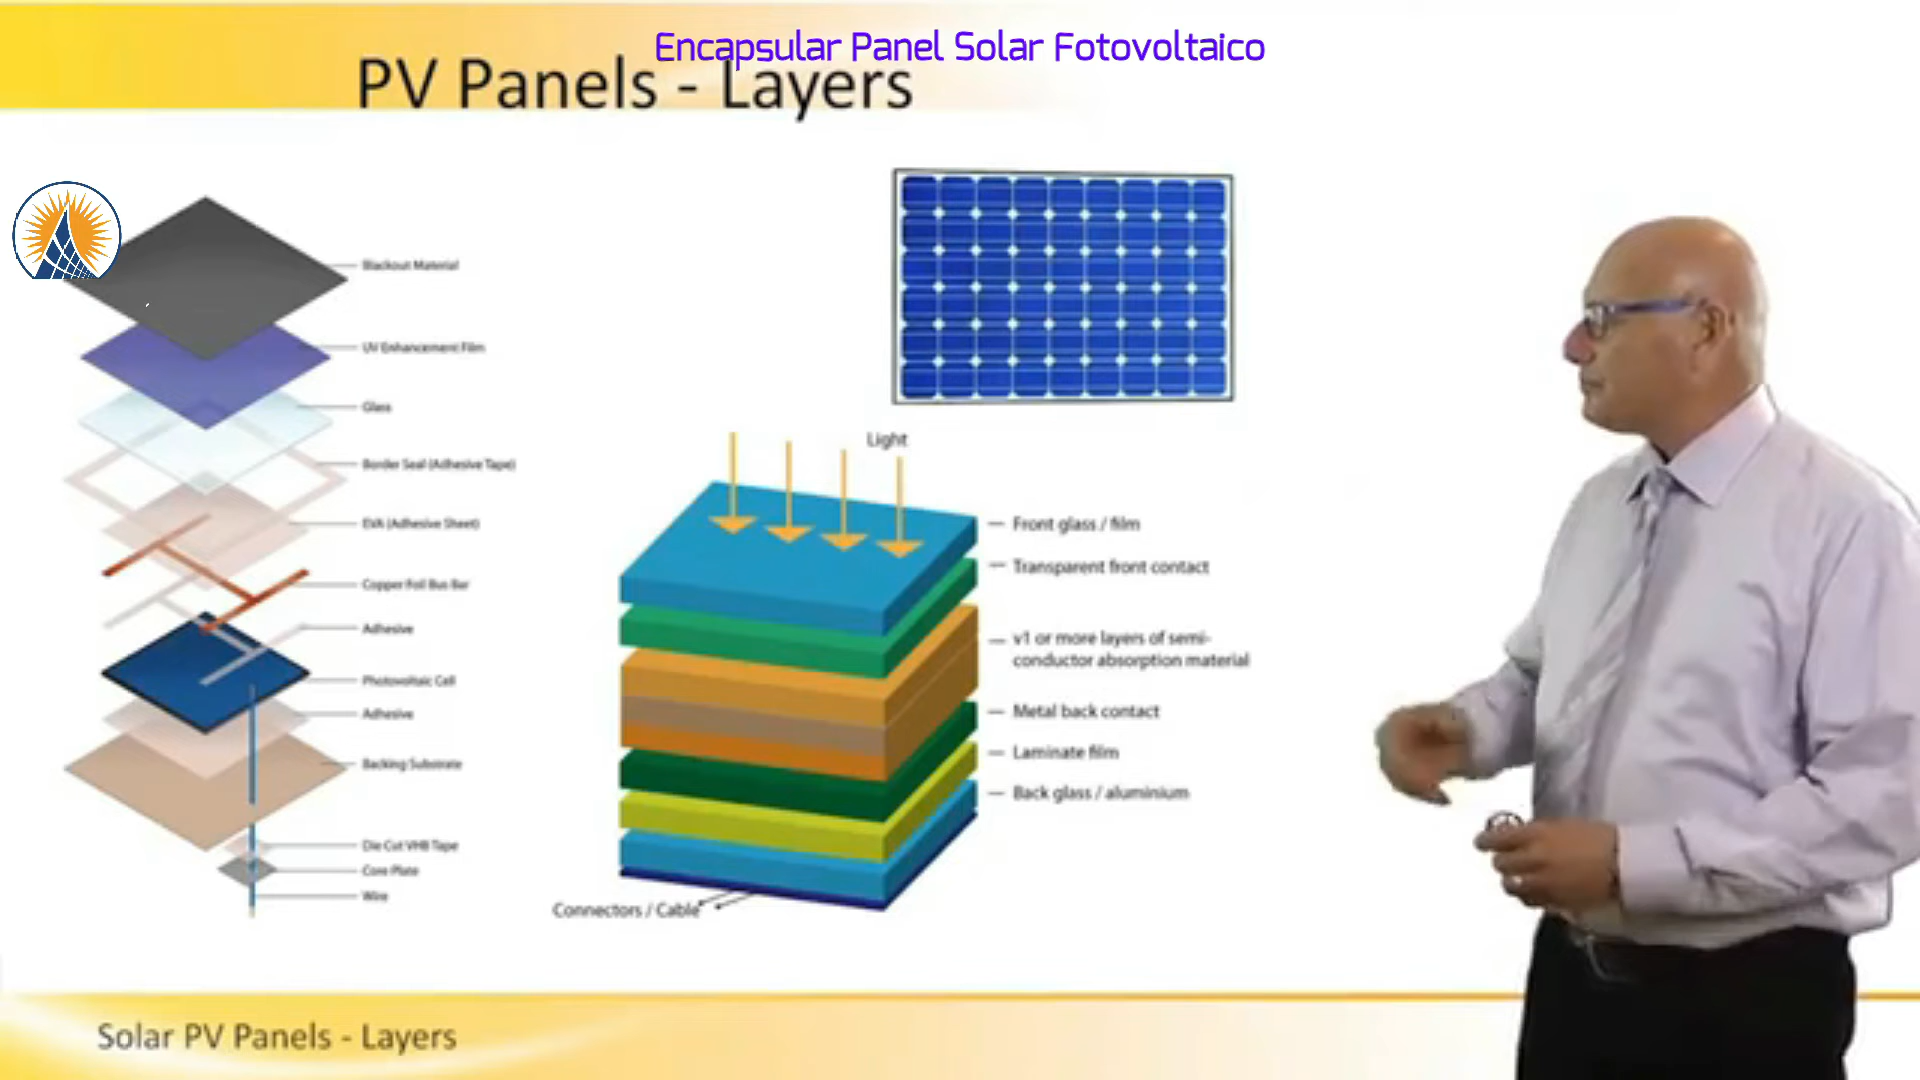 Encapsular Panel Solar Fotovoltaico
PV Panels - Layers
Blackout Material
UV Enhancement Film
Glass
Border Seal (Adhesive Tape)
EVA (Adhesive Sheet)
Copper Foil Bus Bar
Adhesive
Photovoltaic Cell
Adhesive
Backing Substrate
Die Cut VHB Tape
Core Plate
Wire
Light
Front glass / film
Transparent front contact
v1 or more layers of semi-
conductor absorption material
Metal back contact
Laminate film
Back glass / aluminium
Connectors / Cable
Solar PV Panels - Layers